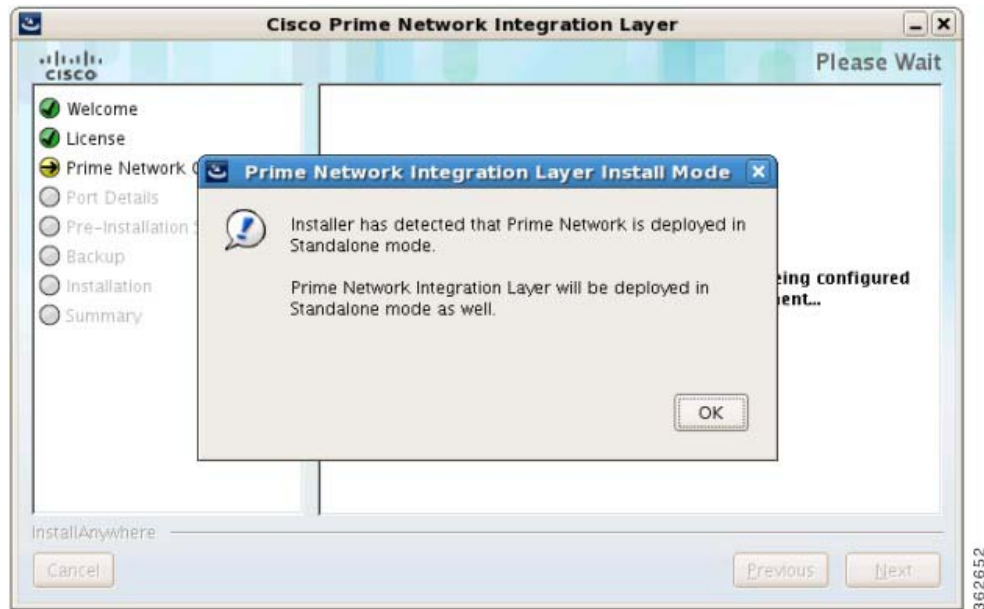 Cisco Prime Network Integration Layer
CISCO
Please Wait
Welcome
License
Prime Network
Port Details
Pre-Installation
Backup
Installation
Summary
Prime Network Integration Layer Install Mode
Installer has detected that Prime Network is deployed in
Standalone mode.
Prime Network Integration Layer will be deployed in
Standalone mode as well.
OK
configured
InstallAnywhere
Cancel
Previous
Next
362652